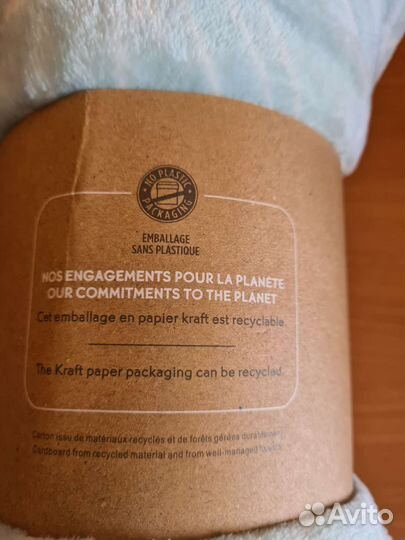 NO PLASTIC
PACKAGING
EMBALLAGE
SANS PLASTIQUE
NOS ENGAGEMENTS POUR LA PLANÈTE
OUR COMMITMENTS TO THE PLANET
Cet emballage en papier kraft est recyclable.
The Kraft paper packaging can be recycled.
Carton issu de matériaux recyclés et de forêts gérées durablement.
Cardboard from recycled material and from well-managed
Avito